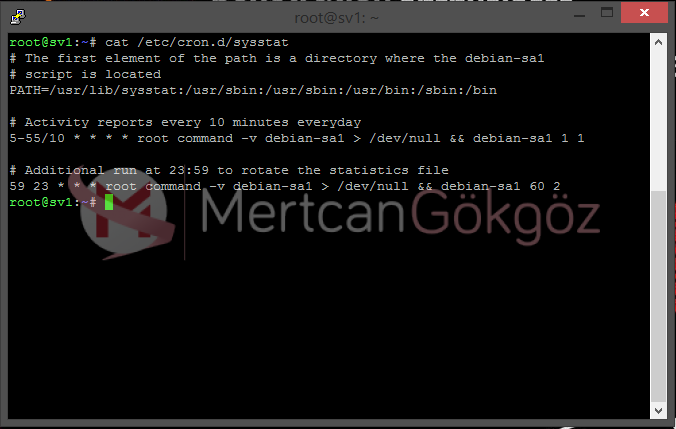 root@sv1: ~
root@sv1:~# cat /etc/cron.d/sysstat
# The first element of the path is a directory where the debian-sa1
# script is located
PATH=/usr/lib/sysstat:/usr/sbin:/usr/sbin:/usr/bin:/sbin:/bin
# Activity reports every 10 minutes everyday
5-55/10 * * * * root command -v debian-sa1 > /dev/null && debian-sa1 1 1
# Additional run at 23:59 to rotate the statistics file
59 23 * * * root command -v debian-sa1 > /dev/null && debian-sa1 60 2
root@sv1:~#
MertcanGökgöz